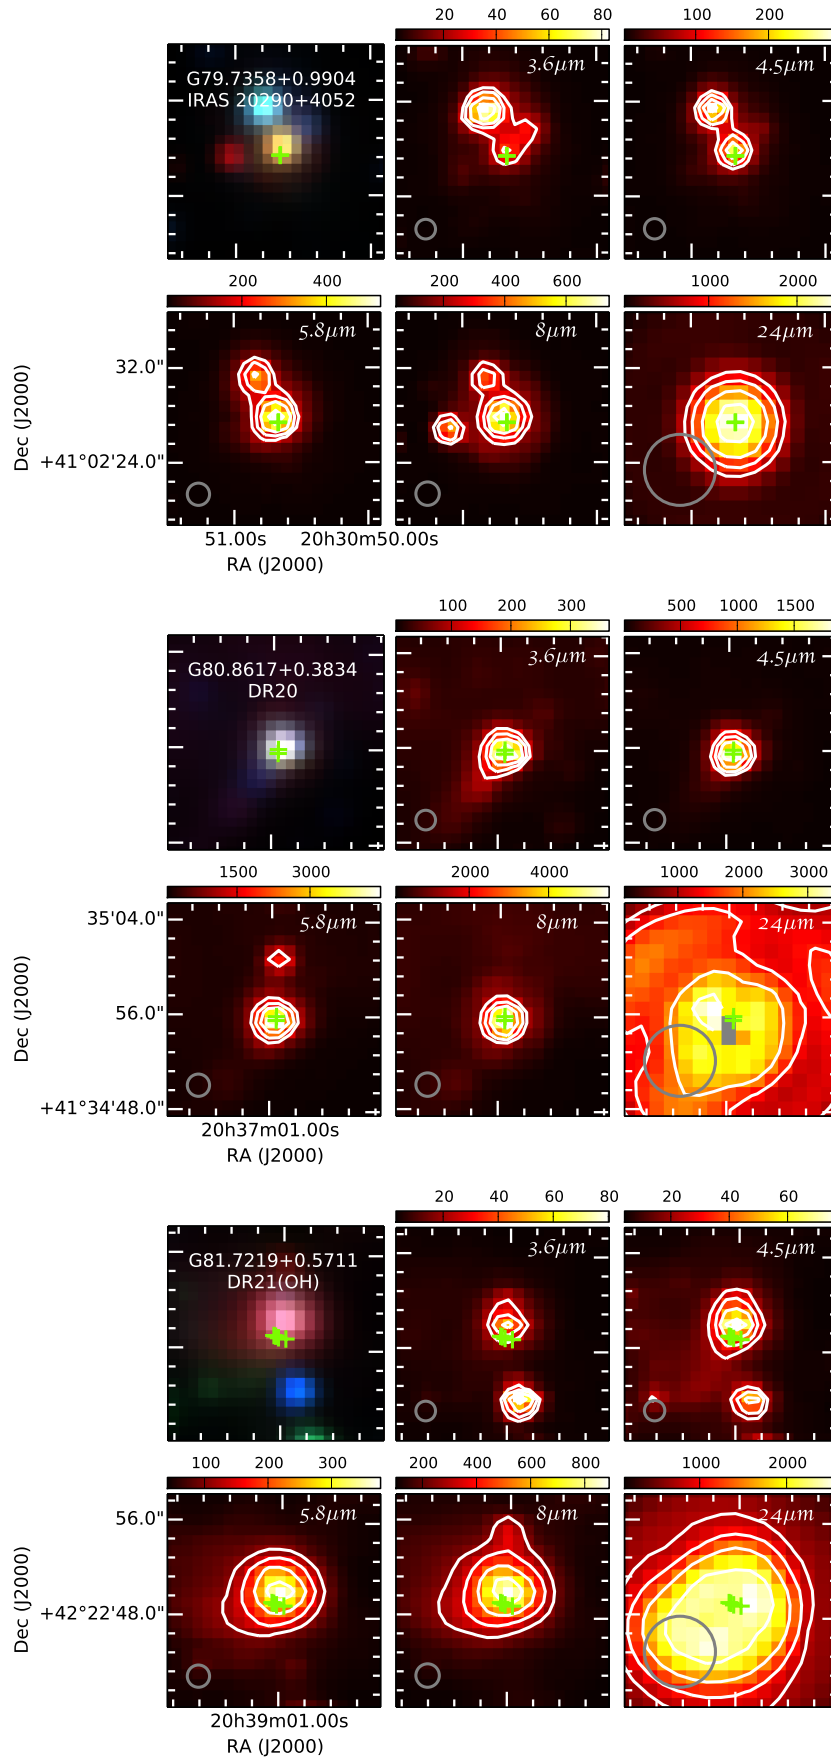 20 40 60 80
100 200
G79.7358+0.9904
IRAS 20290+4052
3.6μm
4.5μm
200 400
200 400 600
1000 2000
5.8μm
8μm
24μm
32.0"
+41°02'24.0"
Dec (J2000)
51.00s 20h30m50.00s
RA (J2000)
100 200 300
500 1000 1500
G80.8617+0.3834
DR20
3.6μm
4.5μm
1500 3000
2000 4000
1000 2000 3000
5.8μm
8μm
24μm
35'04.0"
56.0"
+41°34'48.0"
Dec (J2000)
20h37m01.00s
RA (J2000)
20 40 60 80
20 40 60
G81.7219+0.5711
DR21(OH)
3.6μm
4.5μm
100 200 300
200 400 600 800
1000 2000
5.8μm
8μm
24μm
56.0"
+42°22'48.0"
Dec (J2000)
20h39m01.00s
RA (J2000)